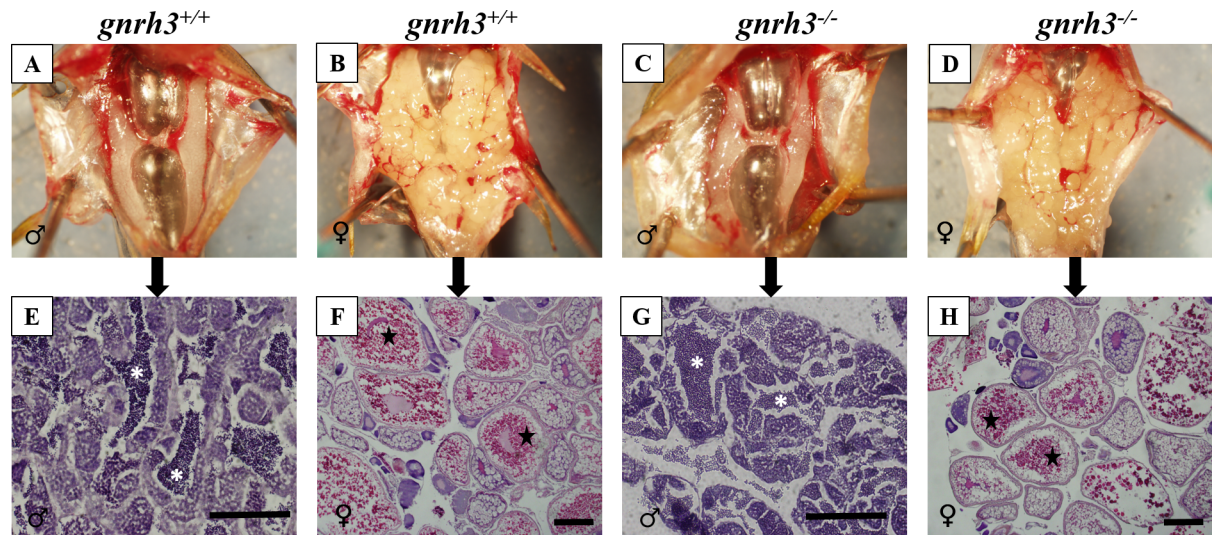 gnrh3+/+ gnrh3+/+ gnrh3-/- gnrh3-/-
A B C D
♂ ♀ ♂ ♀
E F G H
* ★ * ★
* ★ * ★
♂ ♀ ♂ ♀